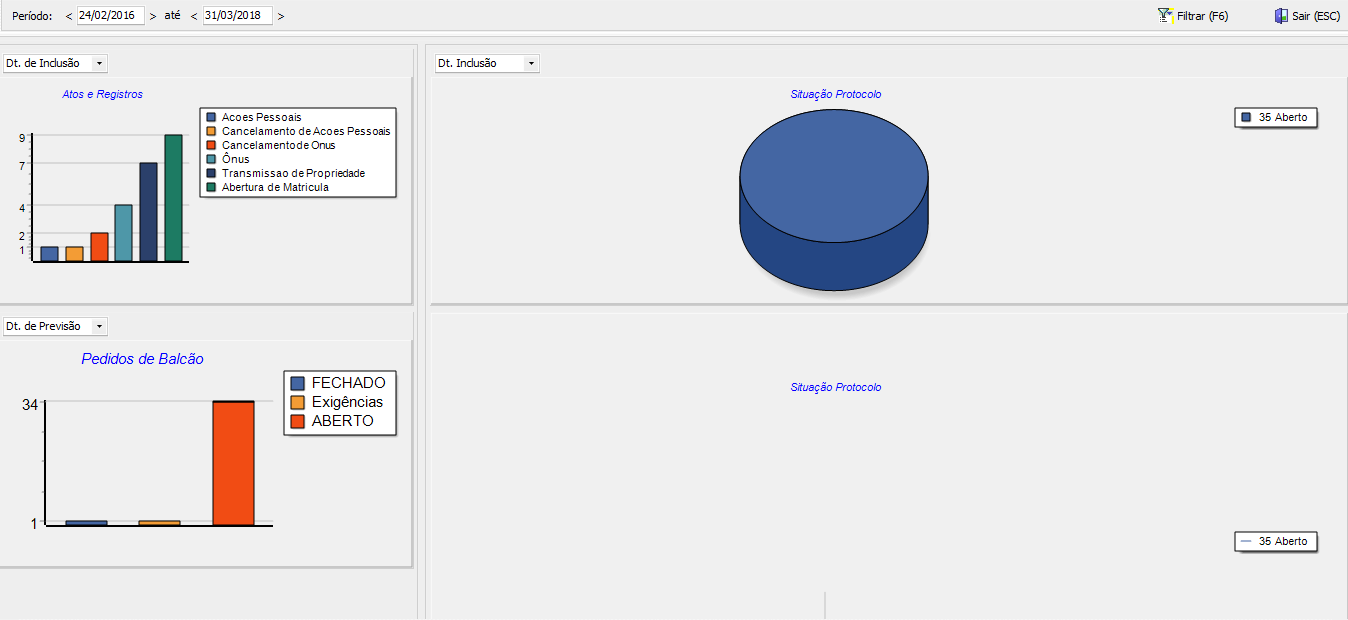 Período: < 24/02/2016 > até < 31/03/2018 > Filtrar (F6) Sair (ESC)
Dt. de Inclusão
Atos e Registros
9
7
4
2
1
Acoes Pessoais
Cancelamento de Acoes Pessoais
Cancelamento de Onus
Ônus
Transmissao de Propriedade
Abertura de Matricula
Dt. Inclusão
Situação Protocolo
35 Aberto
Dt. de Previsão
Pedidos de Balcão
34
1
FECHADO
Exigências
ABERTO
Situação Protocolo
35 Aberto